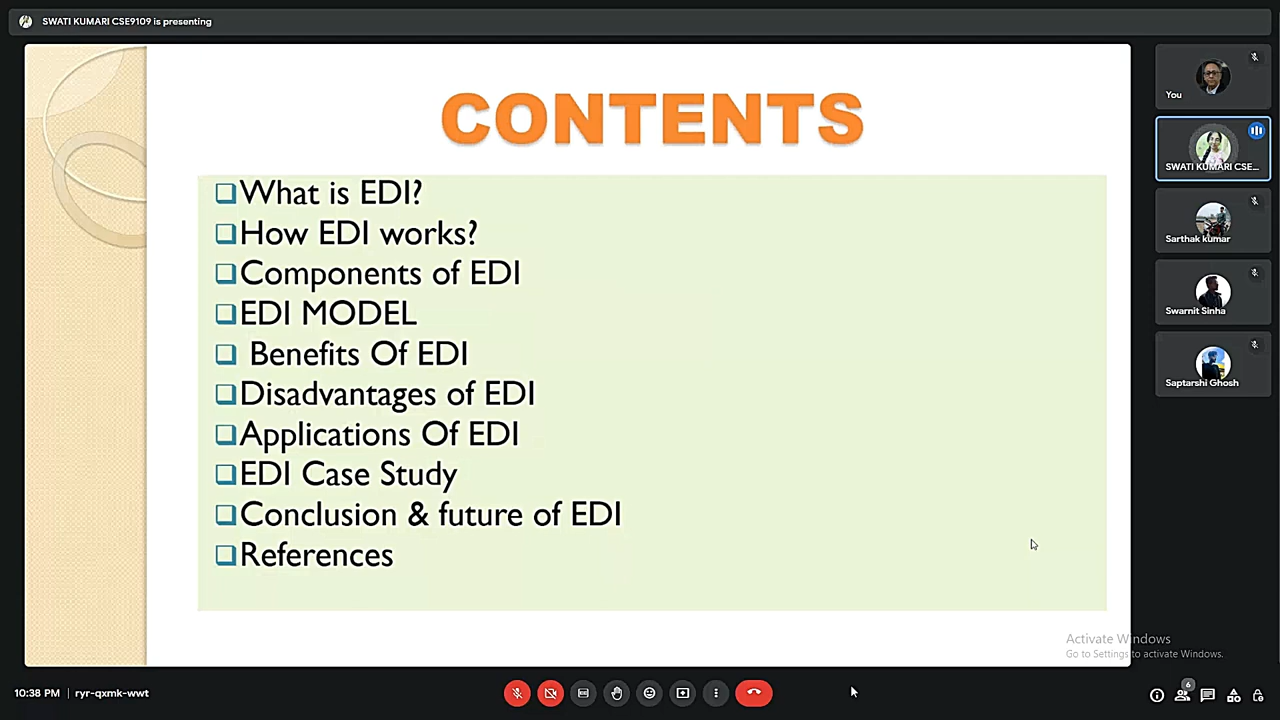 SWATI KUMARI CSE9109 is presenting
CONTENTS
What is EDI?
How EDI works?
Components of EDI
EDI MODEL
Benefits Of EDI
Disadvantages of EDI
Applications Of EDI
EDI Case Study
Conclusion & future of EDI
References
You
SWATI KUMARI CSE...
Sarthak kumar
Swarnit Sinha
Saptarshi Ghosh
Activate Windows
Go to Settings to activate Windows.
10:38 PM | ryr-qxmk-wwt
6